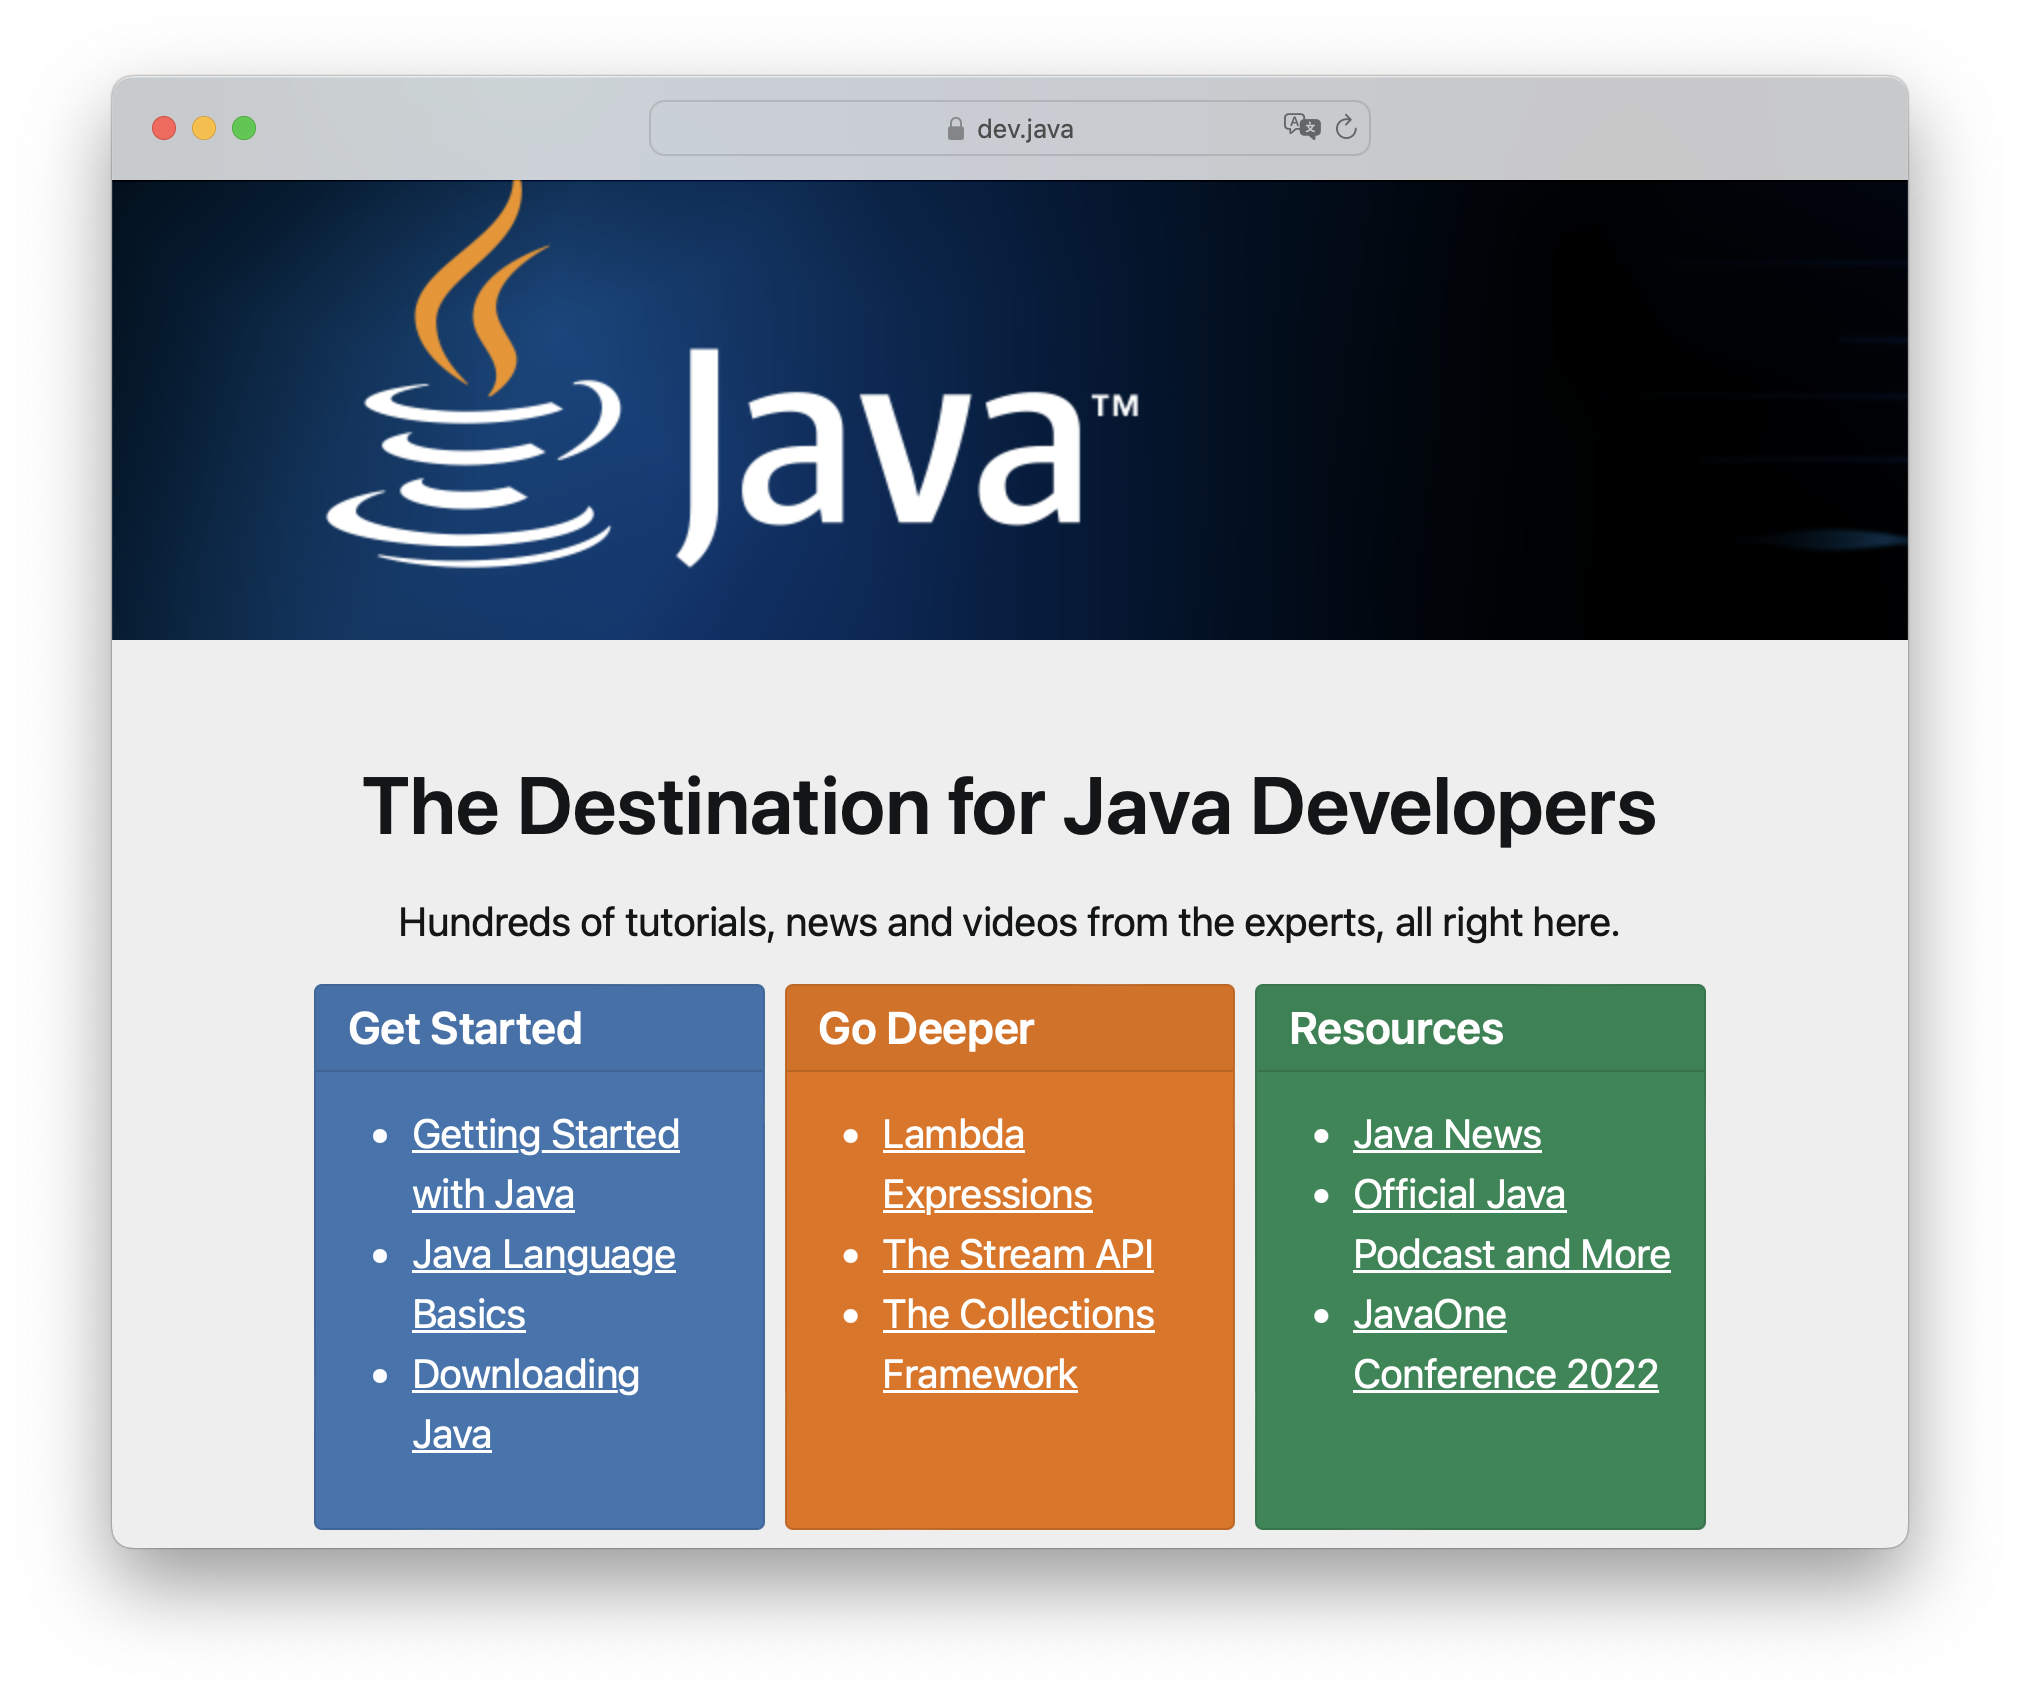 dev.java
Java™
The Destination for Java Developers
Hundreds of tutorials, news and videos from the experts, all right here.
Get Started
Getting Started
with Java
Java Language
Basics
Downloading
Java
Go Deeper
Lambda
Expressions
The Stream API
The Collections
Framework
Resources
Java News
Official Java
Podcast and More
JavaOne
Conference 2022